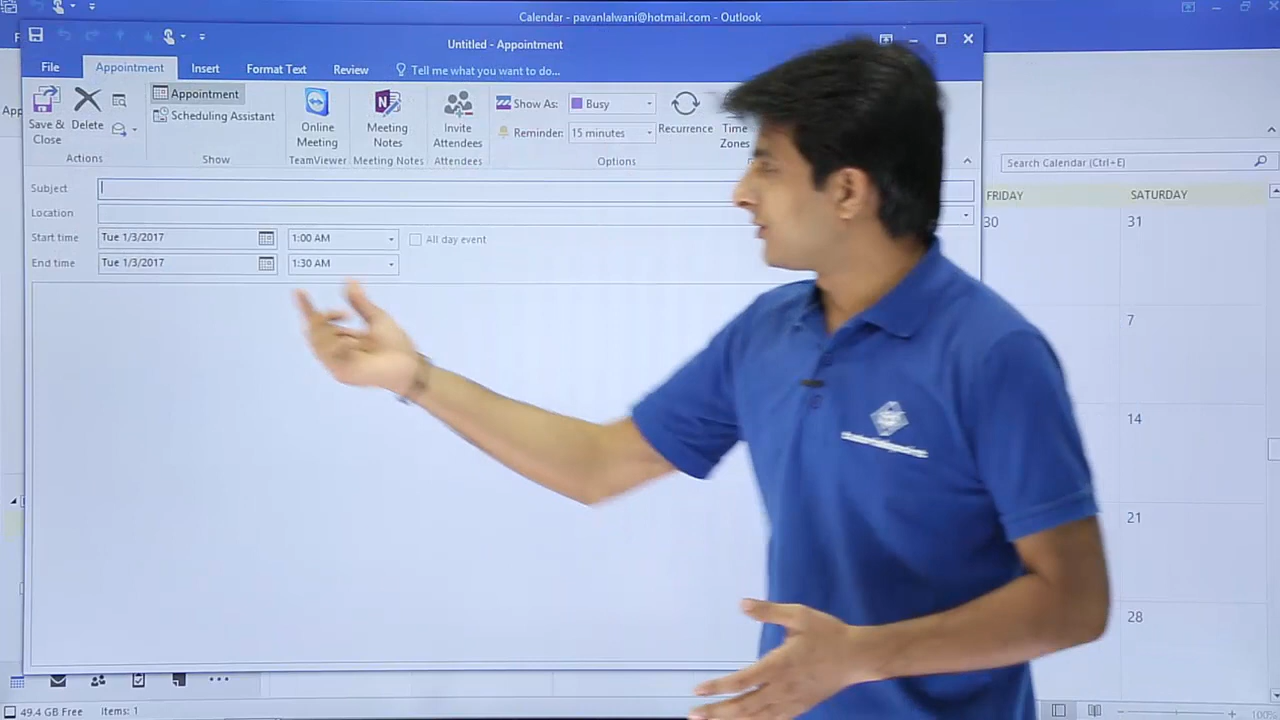 Calendar - pavanlalwani@hotmail.com - Outlook
Untitled - Appointment
File Appointment Insert Format Text Review Tell me what you want to do...
Save & Close
Delete
Actions
Appointment
Scheduling Assistant
Show
Online Meeting
TeamViewer
Meeting Notes
Meeting Notes
Invite Attendees
Attendees
Show As: Busy
Reminder: 15 minutes
Recurrence
Time Zones
Options
Search Calendar (Ctrl+E)
Subject
Location
Start time Tue 1/3/2017 1:00 AM All day event
End time Tue 1/3/2017 1:30 AM
FRIDAY SATURDAY
30 31
7
14
21
28
49.4 GB Free Items: 1
100%